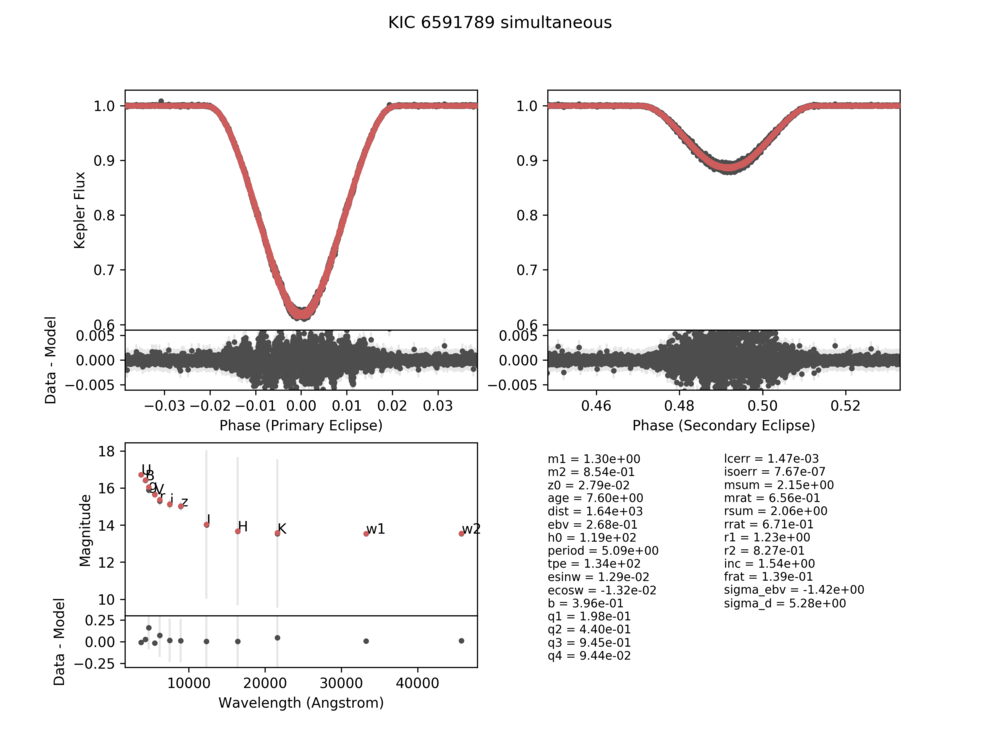 KIC 6591789 simultaneous
1.0
0.9
0.8
0.7
0.6
Kepler Flux
0.005
0.000
−0.005
Data - Model
−0.03 −0.02 −0.01 0.00 0.01 0.02 0.03
Phase (Primary Eclipse)
1.0
0.9
0.8
0.7
0.6
0.005
0.000
−0.005
0.46 0.48 0.50 0.52
Phase (Secondary Eclipse)
18
16
14
12
10
Magnitude
U
B
g
V
r
i
z
J
H
K
w1
w2
0.25
0.00
−0.25
Data - Model
10000 20000 30000 40000
Wavelength (Angstrom)
m1 = 1.30e+00
m2 = 8.54e-01
z0 = 2.79e-02
age = 7.60e+00
dist = 1.64e+03
ebv = 2.68e-01
h0 = 1.19e+02
period = 5.09e+00
tpe = 1.34e+02
esinw = 1.29e-02
ecosw = -1.32e-02
b = 3.96e-01
q1 = 1.98e-01
q2 = 4.40e-01
q3 = 9.45e-01
q4 = 9.44e-02
lcerr = 1.47e-03
isoerr = 7.67e-07
msum = 2.15e+00
mrat = 6.56e-01
rsum = 2.06e+00
rrat = 6.71e-01
r1 = 1.23e+00
r2 = 8.27e-01
inc = 1.54e+00
frat = 1.39e-01
sigma_ebv = -1.42e+00
sigma_d = 5.28e+00